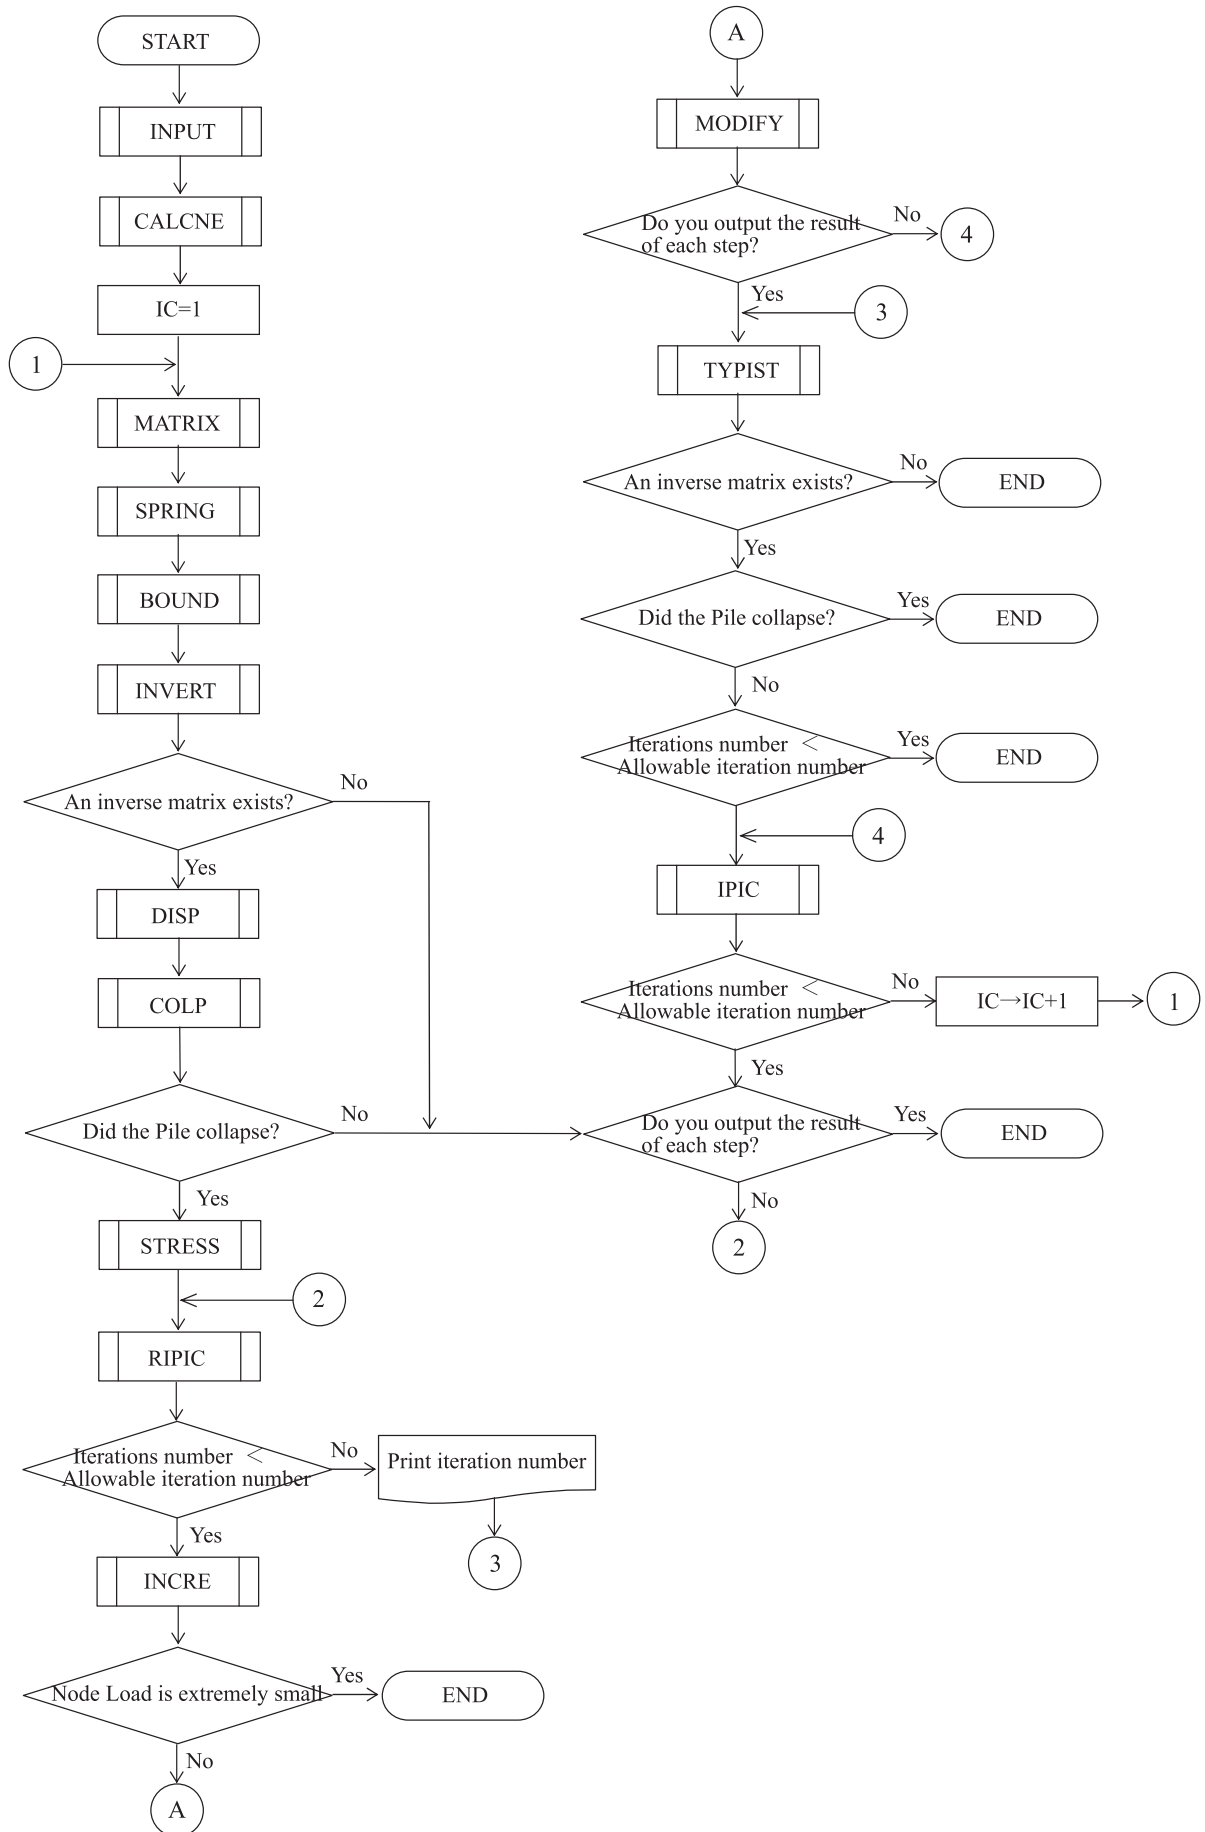 START
INPUT
CALCNE
IC=1
1
MATRIX
SPRING
BOUND
INVERT
An inverse matrix exists?
No
Yes
DISP
COLP
Did the Pile collapse?
No
Yes
STRESS
2
RIPIC
Iterations number <
Allowable iteration number
No
Print iteration number
3
Yes
INCRE
Node Load is extremely small
Yes
END
No
A
A
MODIFY
Do you output the result
of each step?
No
4
Yes
3
TYPIST
An inverse matrix exists?
No
END
Yes
Did the Pile collapse?
Yes
END
No
Iterations number <
Allowable iteration number
Yes
END
4
IPIC
Iterations number <
Allowable iteration number
No
IC→IC+1
1
Yes
Do you output the result
of each step?
Yes
END
No
2